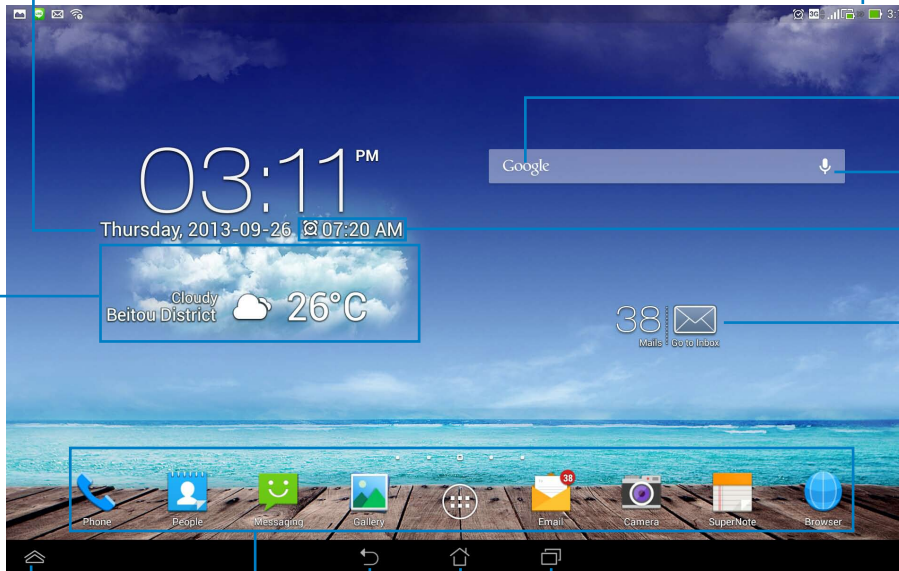 3G
03:11 PM
Google
Thursday, 2013-09-26 07:20 AM
Cloudy
Beitou District 26°C
38
Mails Go to Inbox
38
Phone People Messaging Gallery Email Camera SuperNote Browser